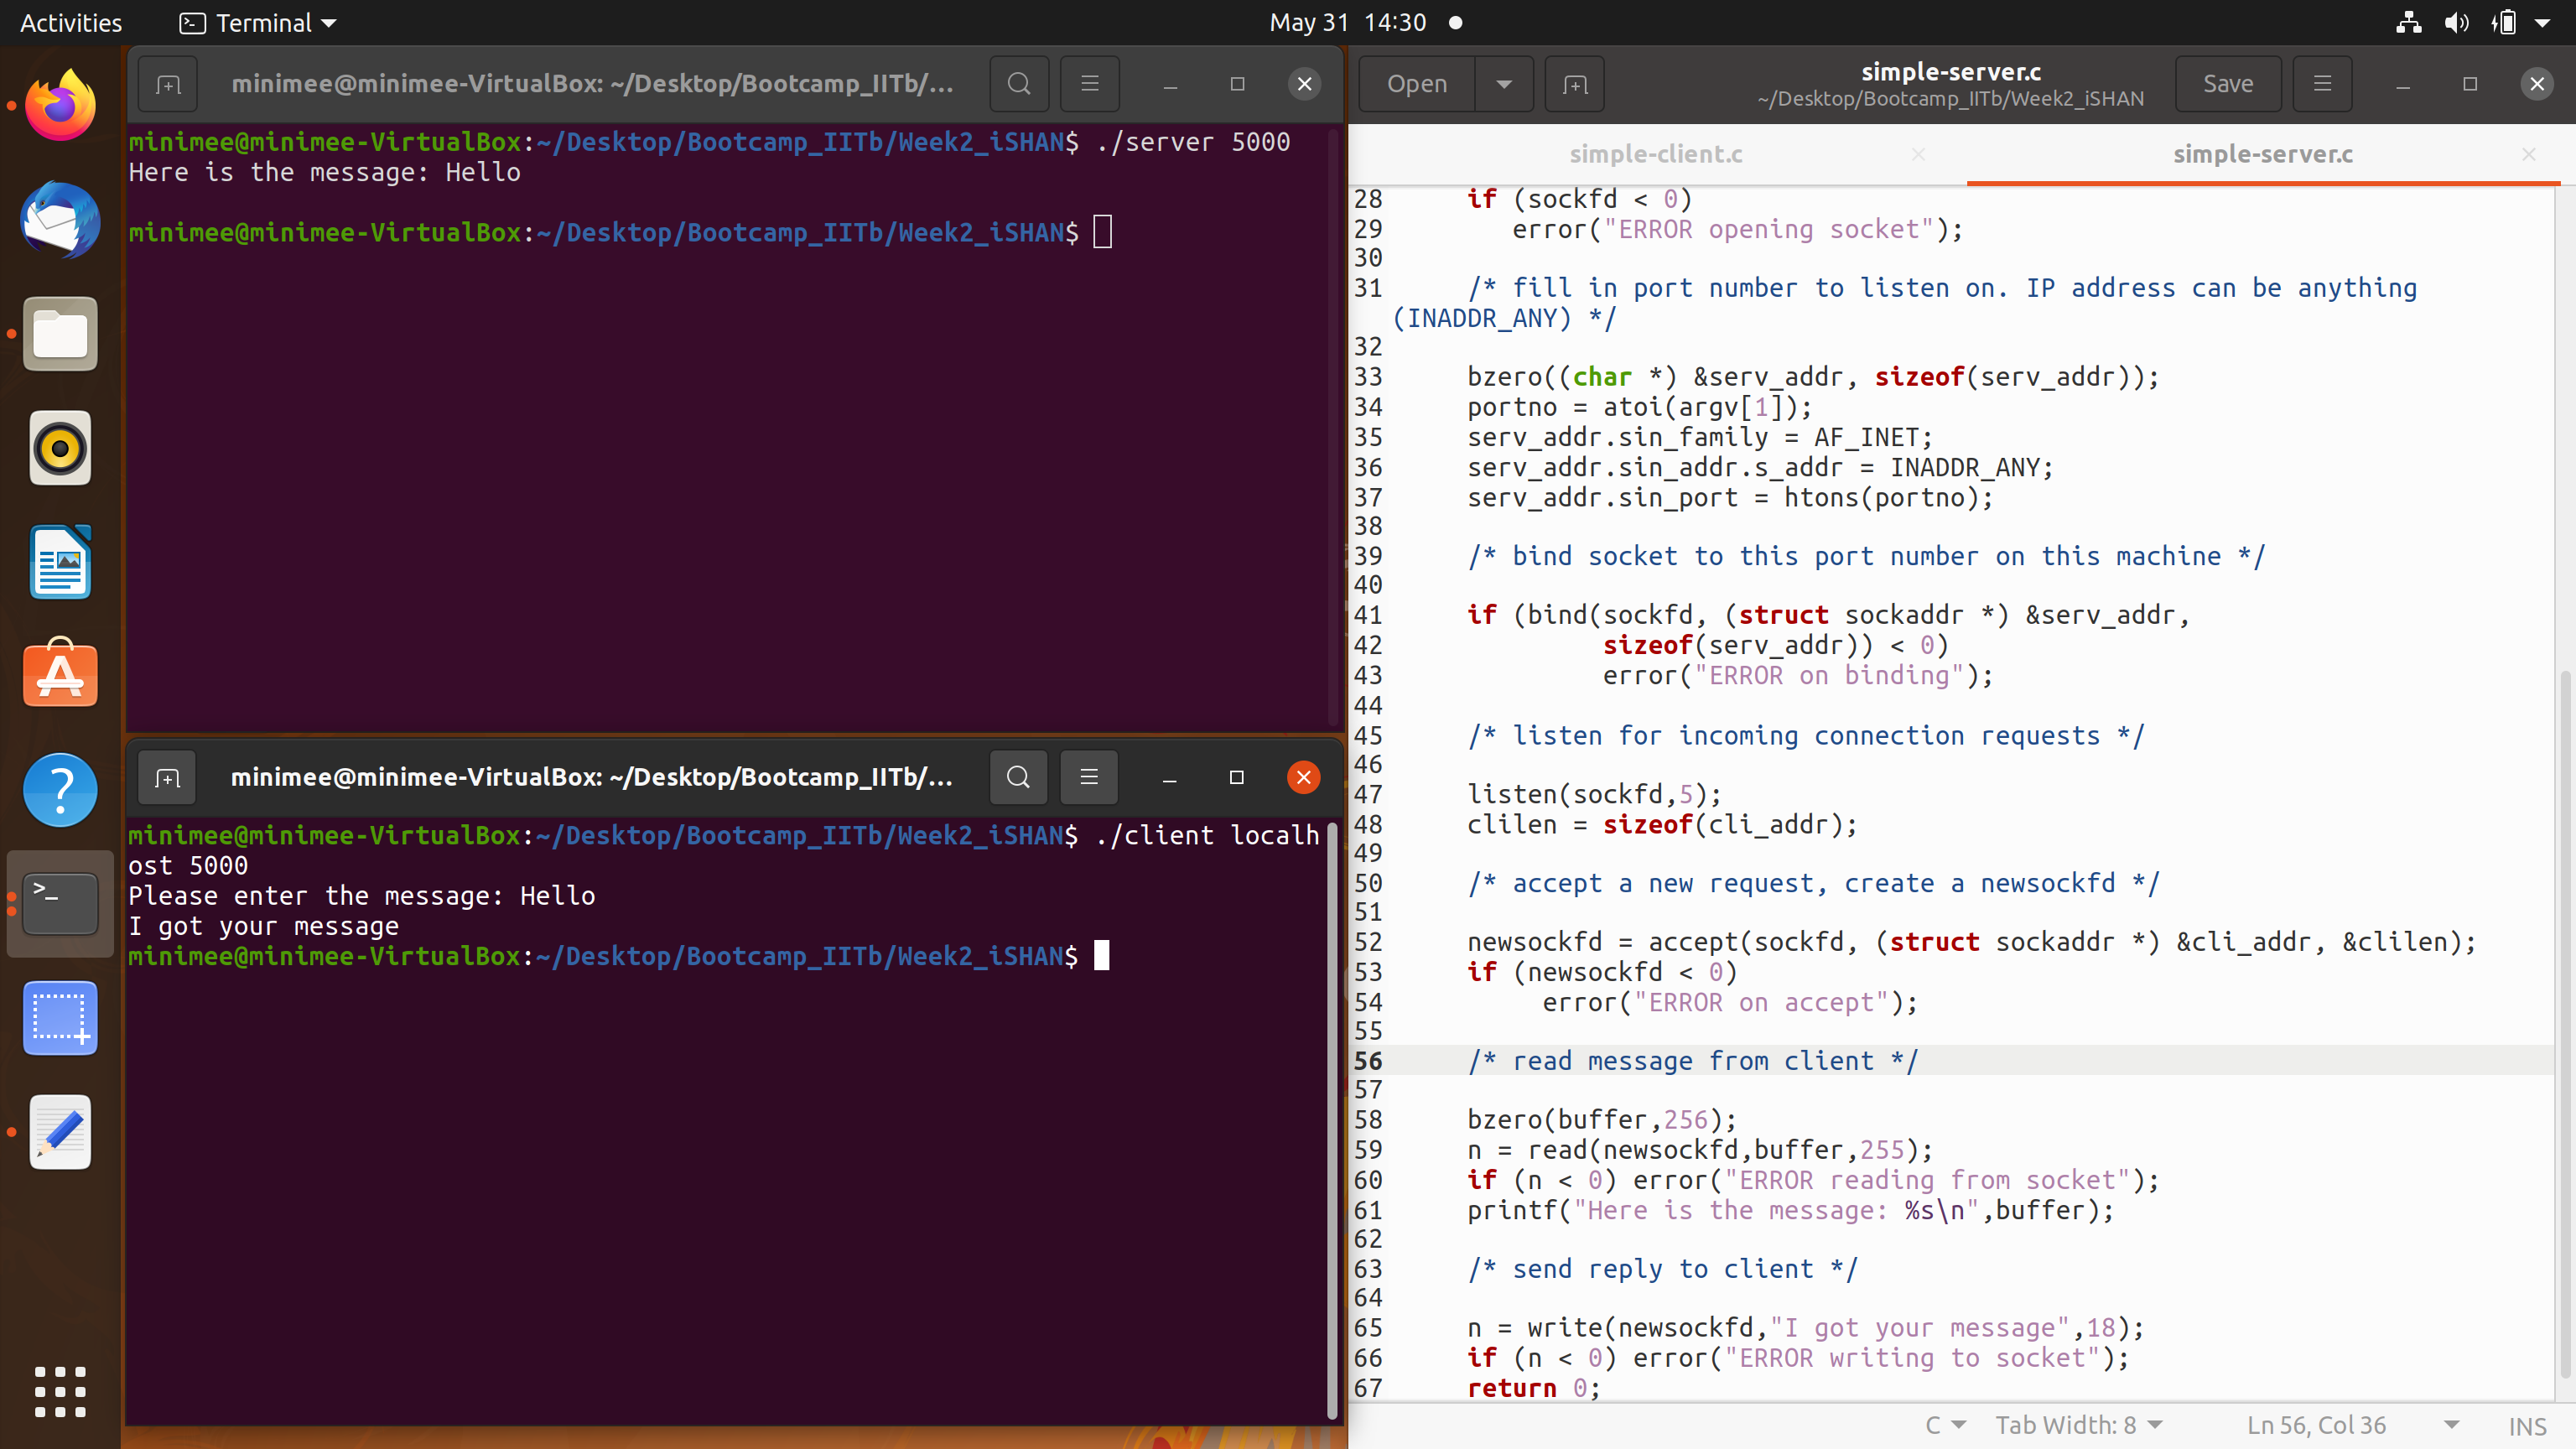 Activities
Terminal
May 31 14:30
minimee@minimee-VirtualBox: ~/Desktop/Bootcamp_IITb/...
minimee@minimee-VirtualBox:~/Desktop/Bootcamp_IITb/Week2_iSHAN$ ./server 5000
Here is the message: Hello
minimee@minimee-VirtualBox:~/Desktop/Bootcamp_IITb/Week2_iSHAN$
minimee@minimee-VirtualBox: ~/Desktop/Bootcamp_IITb/...
minimee@minimee-VirtualBox:~/Desktop/Bootcamp_IITb/Week2_iSHAN$ ./client localh
ost 5000
Please enter the message: Hello
I got your message
minimee@minimee-VirtualBox:~/Desktop/Bootcamp_IITb/Week2_iSHAN$
Open
simple-server.c
~/Desktop/Bootcamp_IITb/Week2_iSHAN
Save
simple-client.c
simple-server.c
28 if (sockfd < 0)
29 error("ERROR opening socket");
30
31 /* fill in port number to listen on. IP address can be anything
(INADDR_ANY) */
32
33 bzero((char *) &serv_addr, sizeof(serv_addr));
34 portno = atoi(argv[1]);
35 serv_addr.sin_family = AF_INET;
36 serv_addr.sin_addr.s_addr = INADDR_ANY;
37 serv_addr.sin_port = htons(portno);
38
39 /* bind socket to this port number on this machine */
40
41 if (bind(sockfd, (struct sockaddr *) &serv_addr,
42 sizeof(serv_addr)) < 0)
43 error("ERROR on binding");
44
45 /* listen for incoming connection requests */
46
47 listen(sockfd,5);
48 clilen = sizeof(cli_addr);
49
50 /* accept a new request, create a newsockfd */
51
52 newsockfd = accept(sockfd, (struct sockaddr *) &cli_addr, &clilen);
53 if (newsockfd < 0)
54 error("ERROR on accept");
55
56 /* read message from client */
57
58 bzero(buffer,256);
59 n = read(newsockfd,buffer,255);
60 if (n < 0) error("ERROR reading from socket");
61 printf("Here is the message: %s\n",buffer);
62
63 /* send reply to client */
64
65 n = write(newsockfd,"I got your message",18);
66 if (n < 0) error("ERROR writing to socket");
67 return 0;
C
Tab Width: 8
Ln 56, Col 36
INS